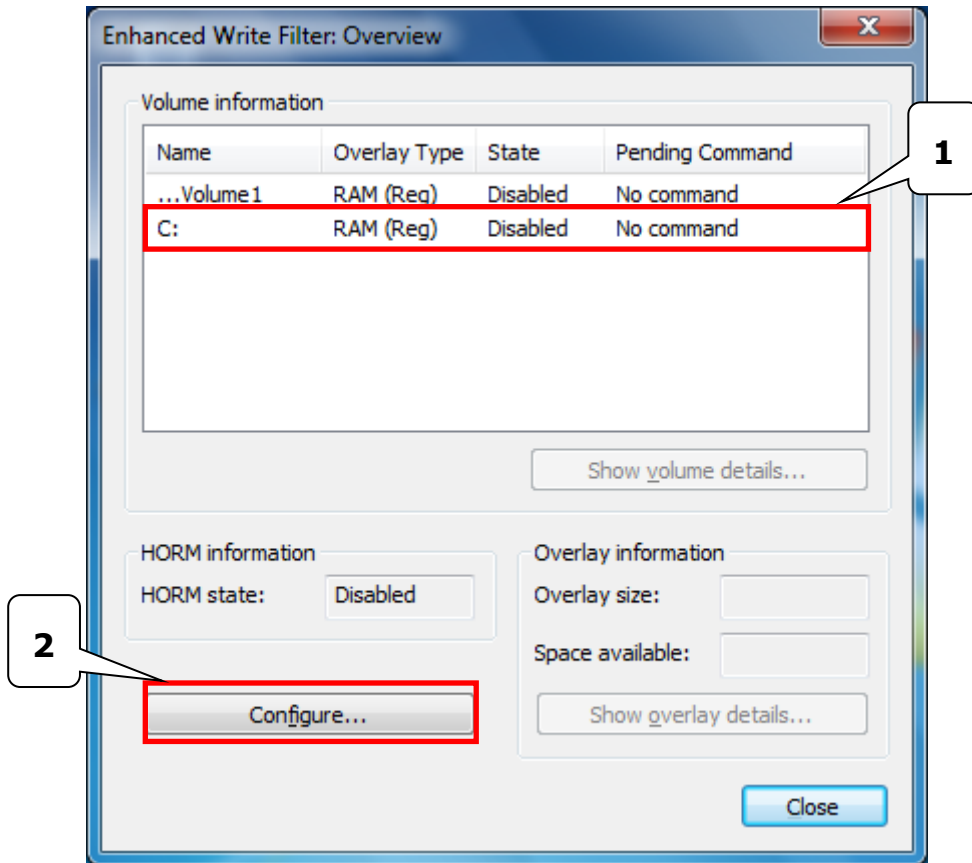 Enhanced Write Filter: Overview
Volume information
Name Overlay Type State Pending Command
1
...Volume1 RAM (Reg) Disabled No command
C: RAM (Reg) Disabled No command
Show volume details...
HORM information Overlay information
HORM state: Disabled Overlay size:
2
Space available:
Configure... Show overlay details...
Close